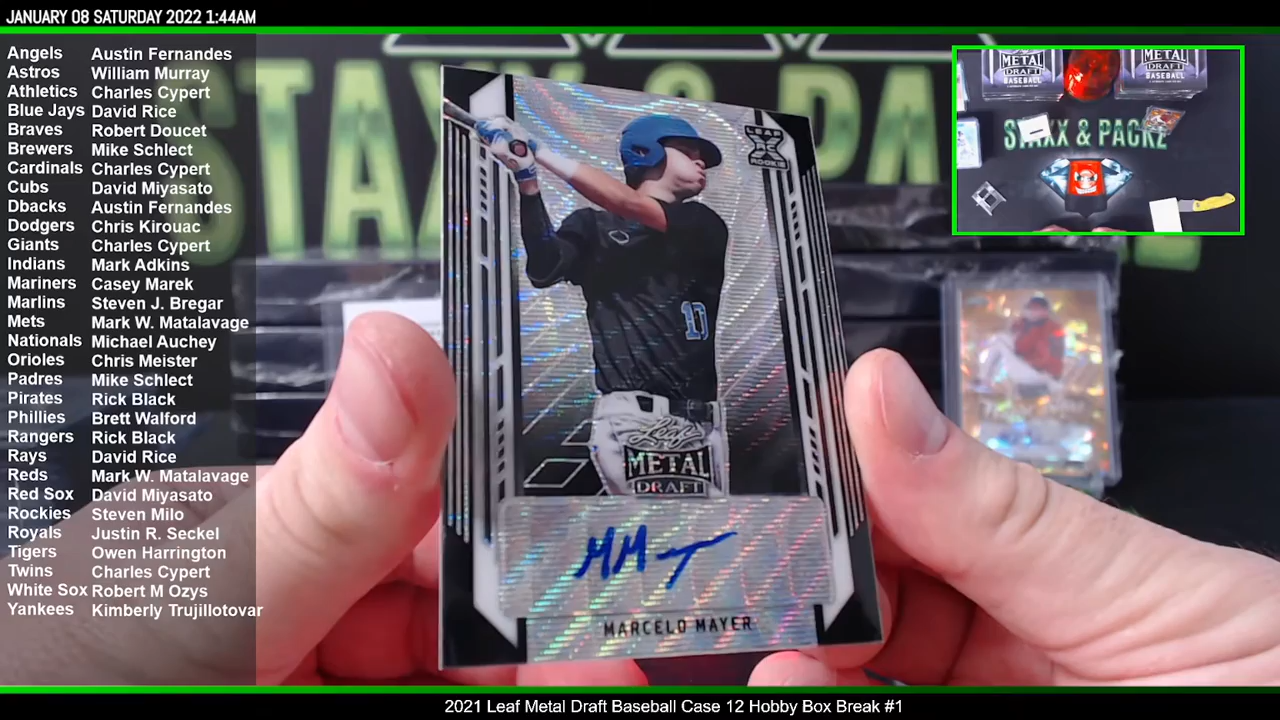 JANUARY 08 SATURDAY 2022 1:44AM
Angels Austin Fernandes
Astros William Murray
Athletics Charles Cypert
Blue Jays David Rice
Braves Robert Doucet
Brewers Mike Schlect
Cardinals Charles Cypert
Cubs David Miyasato
Dbacks Austin Fernandes
Dodgers Chris Kirouac
Giants Charles Cypert
Indians Mark Adkins
Mariners Casey Marek
Marlins Steven J. Bregar
Mets Mark W. Matalavage
Nationals Michael Auchey
Orioles Chris Meister
Padres Mike Schlect
Pirates Rick Black
Phillies Brett Walford
Rangers Rick Black
Rays David Rice
Reds Mark W. Matalavage
Red Sox David Miyasato
Rockies Steven Milo
Royals Justin R. Seckel
Tigers Owen Harrington
Twins Charles Cypert
White Sox Robert M Ozys
Yankees Kimberly Trujillotovar
LEAF
ROOKIE
10
Leaf
METAL
DRAFT
MM
MARCELO MAYER
METAL
DRAFT
BASEBALL
METAL
DRAFT
BASEBALL
STAXX & PACKZ
2021 Leaf Metal Draft Baseball Case 12 Hobby Box Break #1